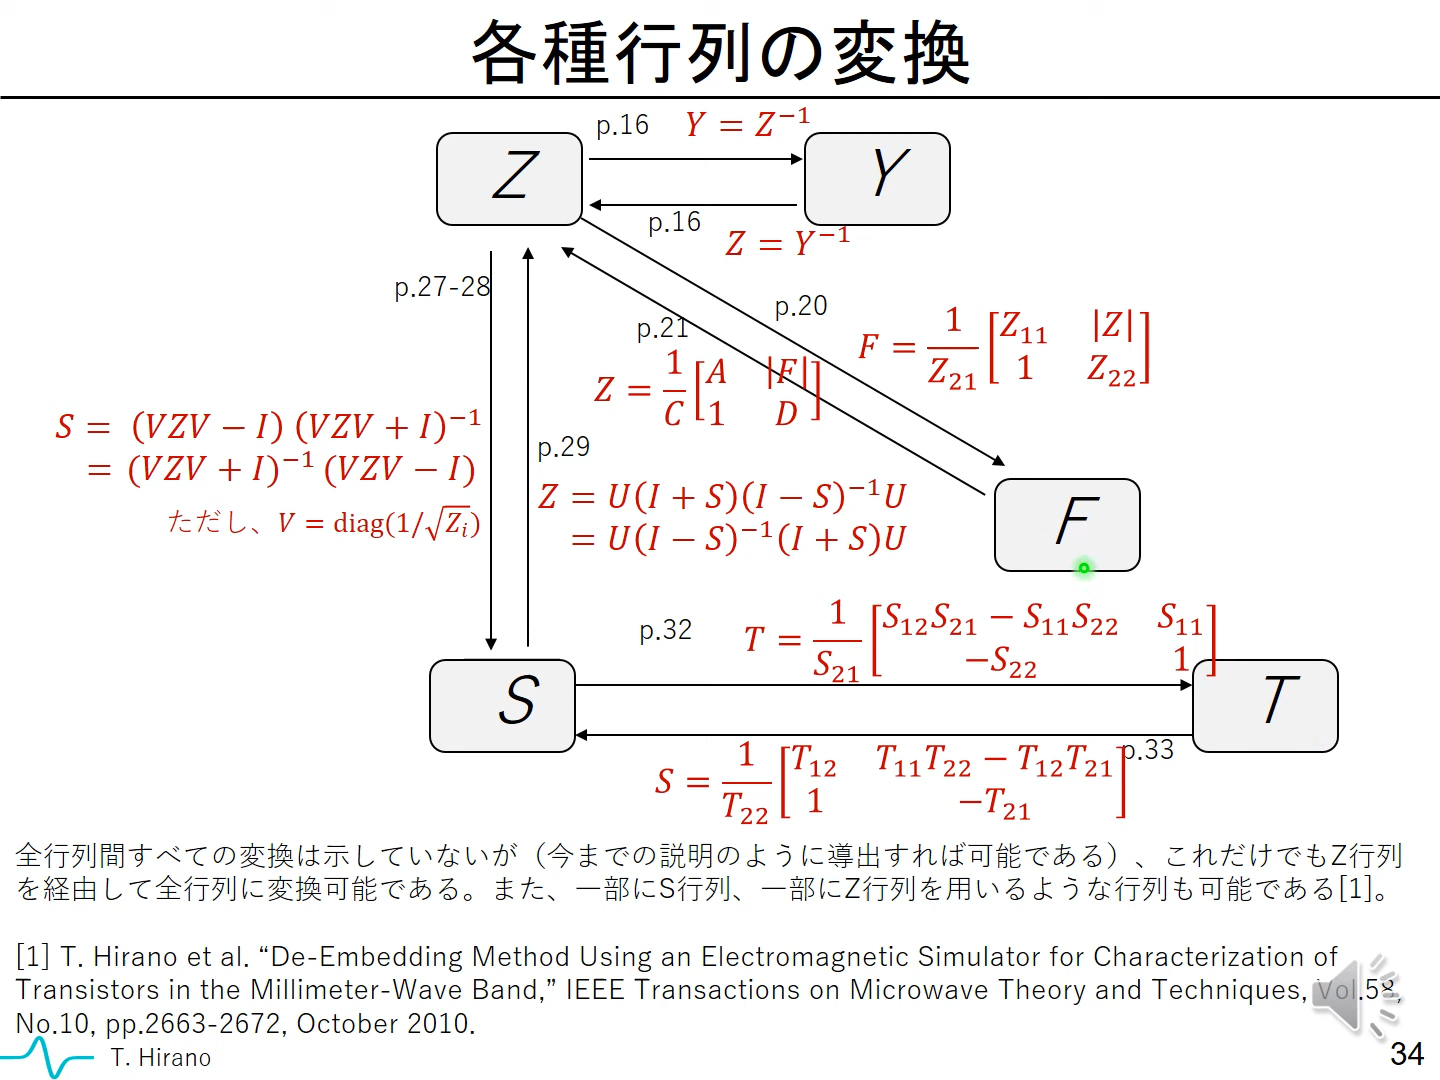 各種行列の変換
p.16 Y = Z⁻¹
Z
Y
p.16
Z = Y⁻¹
p.27-28
p.20
p.21
F = 1/Z₂₁ [Z₁₁ |Z| ; 1 Z₂₂]
Z = 1/C [A |F| ; 1 D]
S = (VZV − I) (VZV + I)⁻¹
= (VZV + I)⁻¹ (VZV − I)
ただし、V = diag(1/√Zᵢ)
p.29
Z = U(I + S)(I − S)⁻¹U
= U(I − S)⁻¹(I + S)U
F
p.32 T = 1/S₂₁ [S₁₂S₂₁ − S₁₁S₂₂ S₁₁ ; −S₂₂ 1]
S
T
p.33
S = 1/T₂₂ [T₁₂ T₁₁T₂₂ − T₁₂T₂₁ ; 1 −T₂₁]
全行列間すべての変換は示していないが（今までの説明のように導出すれば可能である）、これだけでもZ行列
を経由して全行列に変換可能である。また、一部にS行列、一部にZ行列を用いるような行列も可能である[1]。
[1] T. Hirano et al. “De-Embedding Method Using an Electromagnetic Simulator for Characterization of
Transistors in the Millimeter-Wave Band,” IEEE Transactions on Microwave Theory and Techniques, Vol.58,
No.10, pp.2663-2672, October 2010.
T. Hirano
34